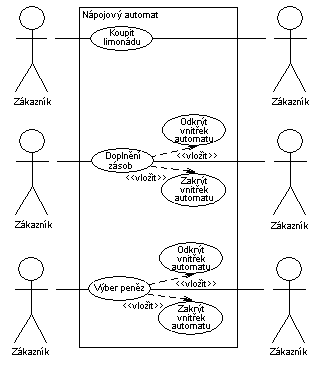 Nápojový automat
Koupit
limonádu
Zákazník
Zákazník
Odkrýt
vnitřek
automatu
<<vložit>>
Doplnění
zásob
<<vložit>>
Zakrýt
vnitřek
automatu
Zákazník
Zákazník
Odkrýt
vnitřek
automatu
<<vložit>>
Výber peněz
<<vložit>>
Zakrýt
vnitřek
automatu
Zákazník
Zákazník